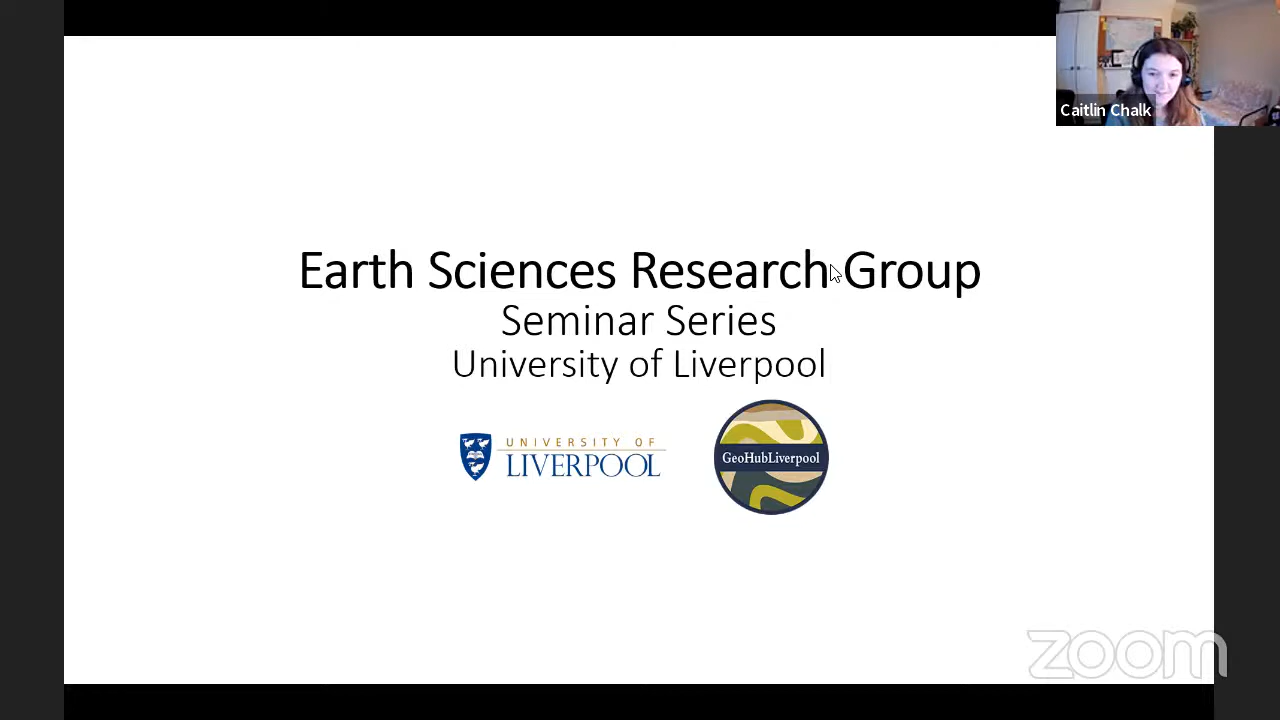 Caitlin Chalk
Earth Sciences Research Group
Seminar Series
University of Liverpool
UNIVERSITY OF
LIVERPOOL
GeoHubLiverpool
zoom